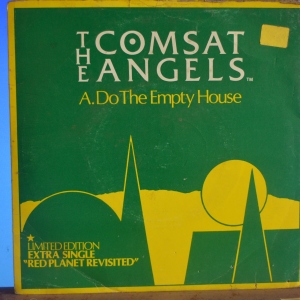 THE COMSAT
ANGELS™
A. Do The Empty House
LIMITED EDITION
EXTRA SINGLE
"RED PLANET REVISITED"